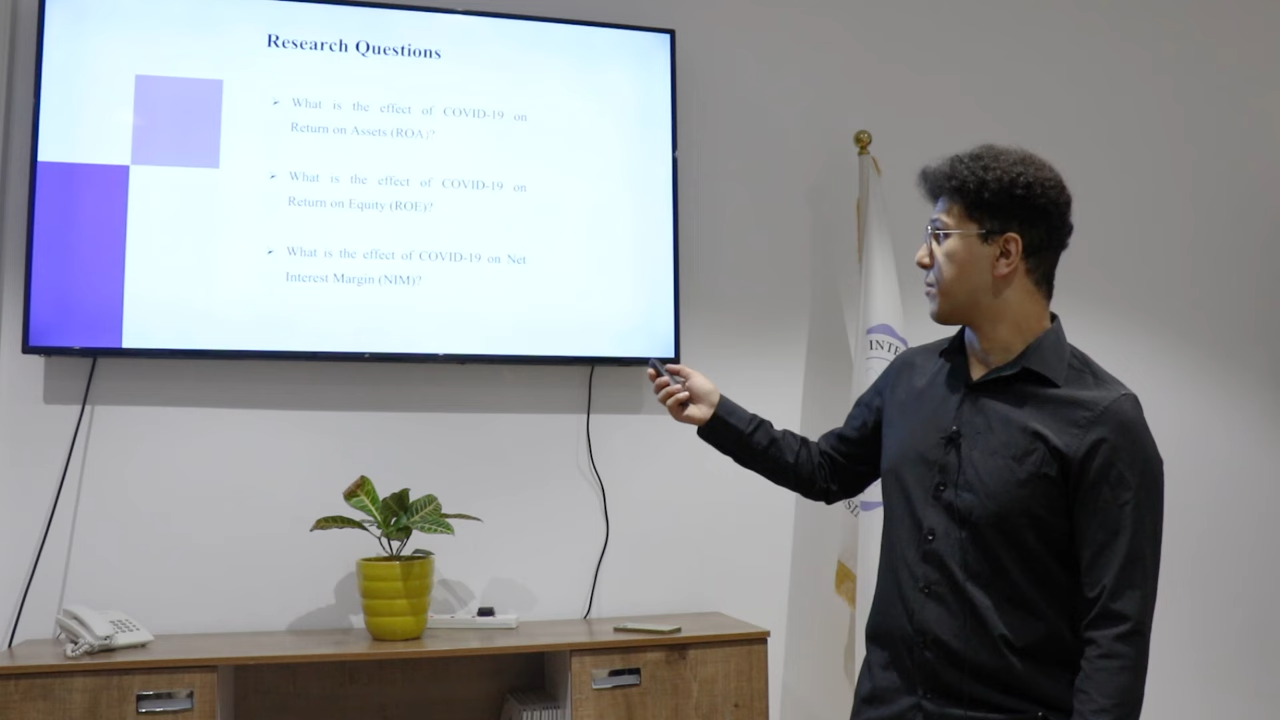 Research Questions
➢ What is the effect of COVID-19 on
Return on Assets (ROA)?
➢ What is the effect of COVID-19 on
Return on Equity (ROE)?
➢ What is the effect of COVID-19 on Net
Interest Margin (NIM)?
INTE